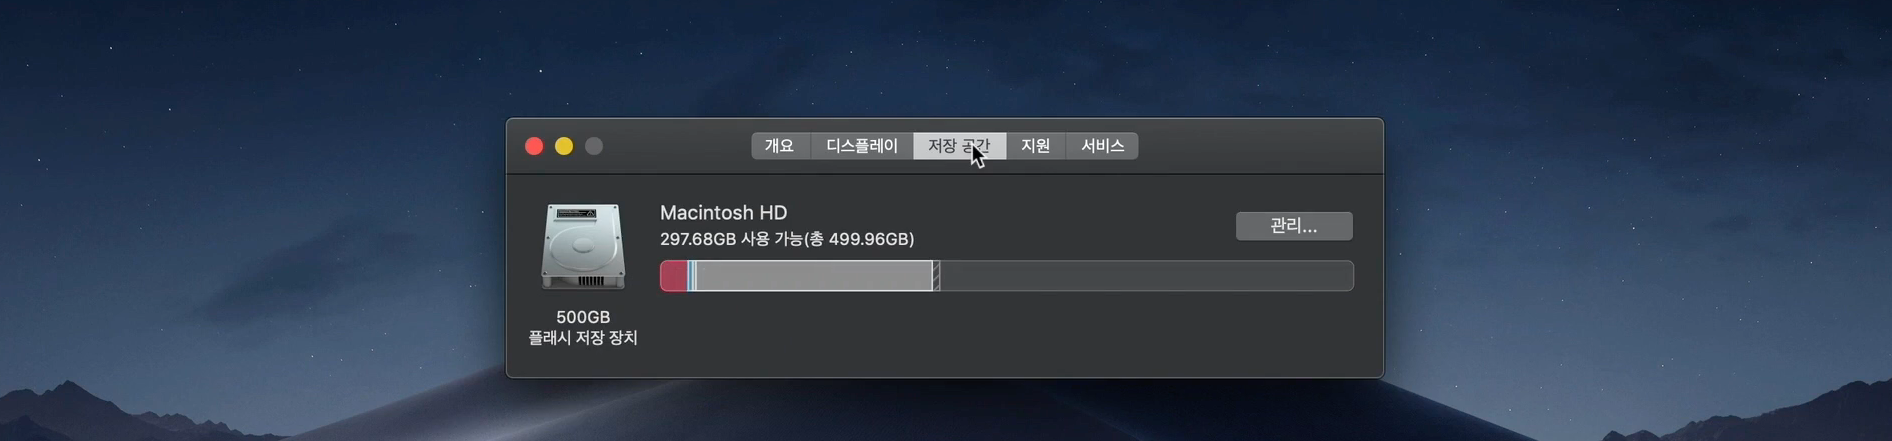 개요 디스플레이 저장 공간 지원 서비스
Macintosh HD
297.68GB 사용 가능(총 499.96GB)
관리...
500GB
플래시 저장 장치